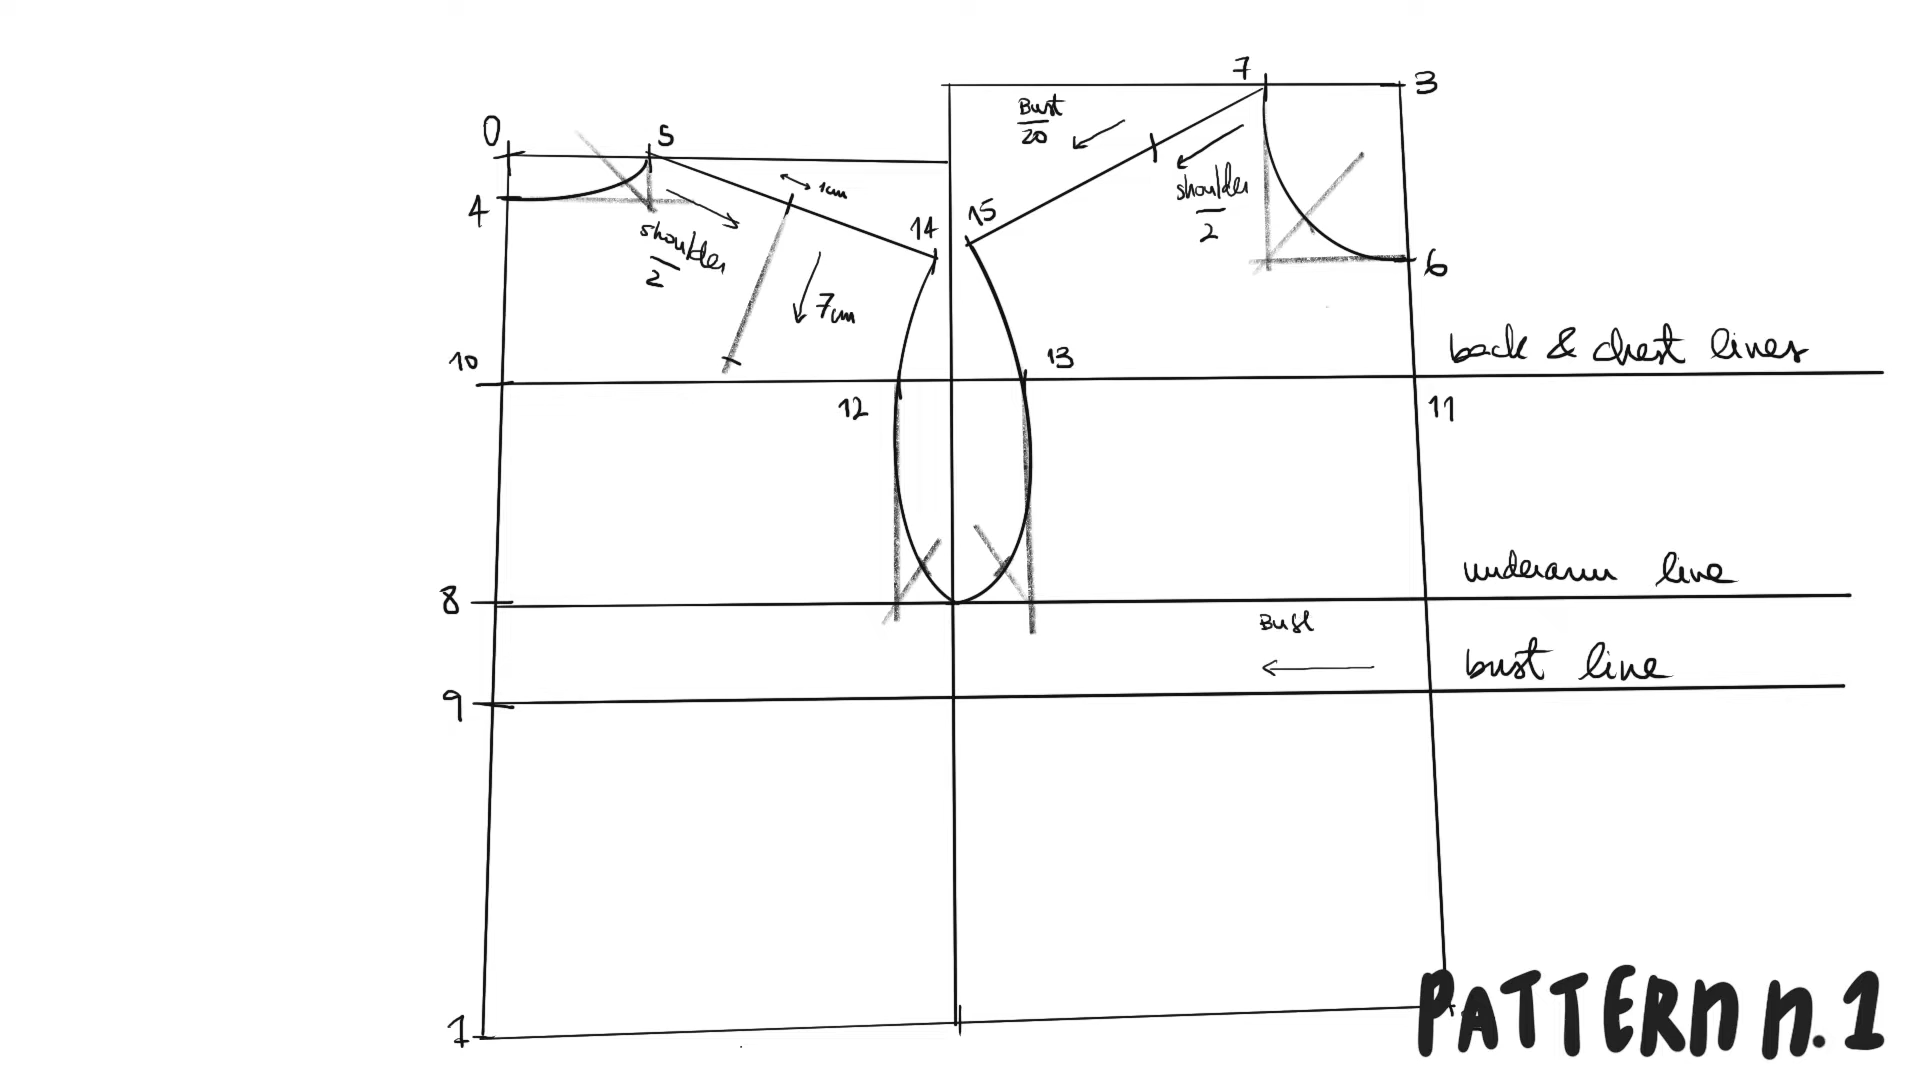 7
3
Bust
20
0
5
1cm
4
shoulder
2
14
15
shoulder
2
6
7cm
10
13
back & chest lines
12
11
8
underarm line
Bust
bust line
9
1
PATTERN n.1